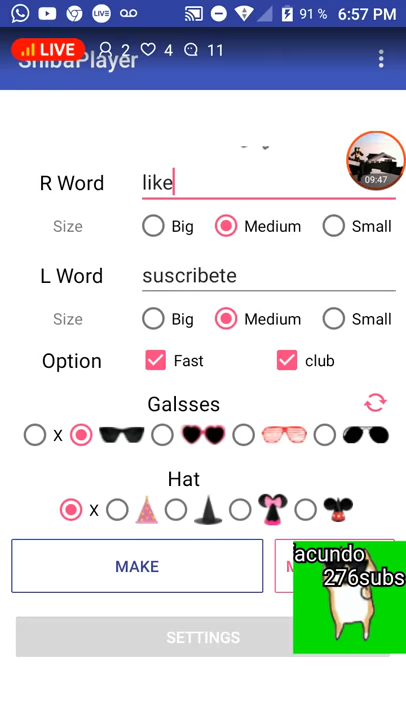 91 % 6:57 PM
LIVE 2 4 11
ShibaPlayer
09:47
R Word like
Size Big Medium Small
L Word suscribete
Size Big Medium Small
Option Fast club
Galsses
X
Hat
X
MAKE
acundo
276subs
SETTINGS